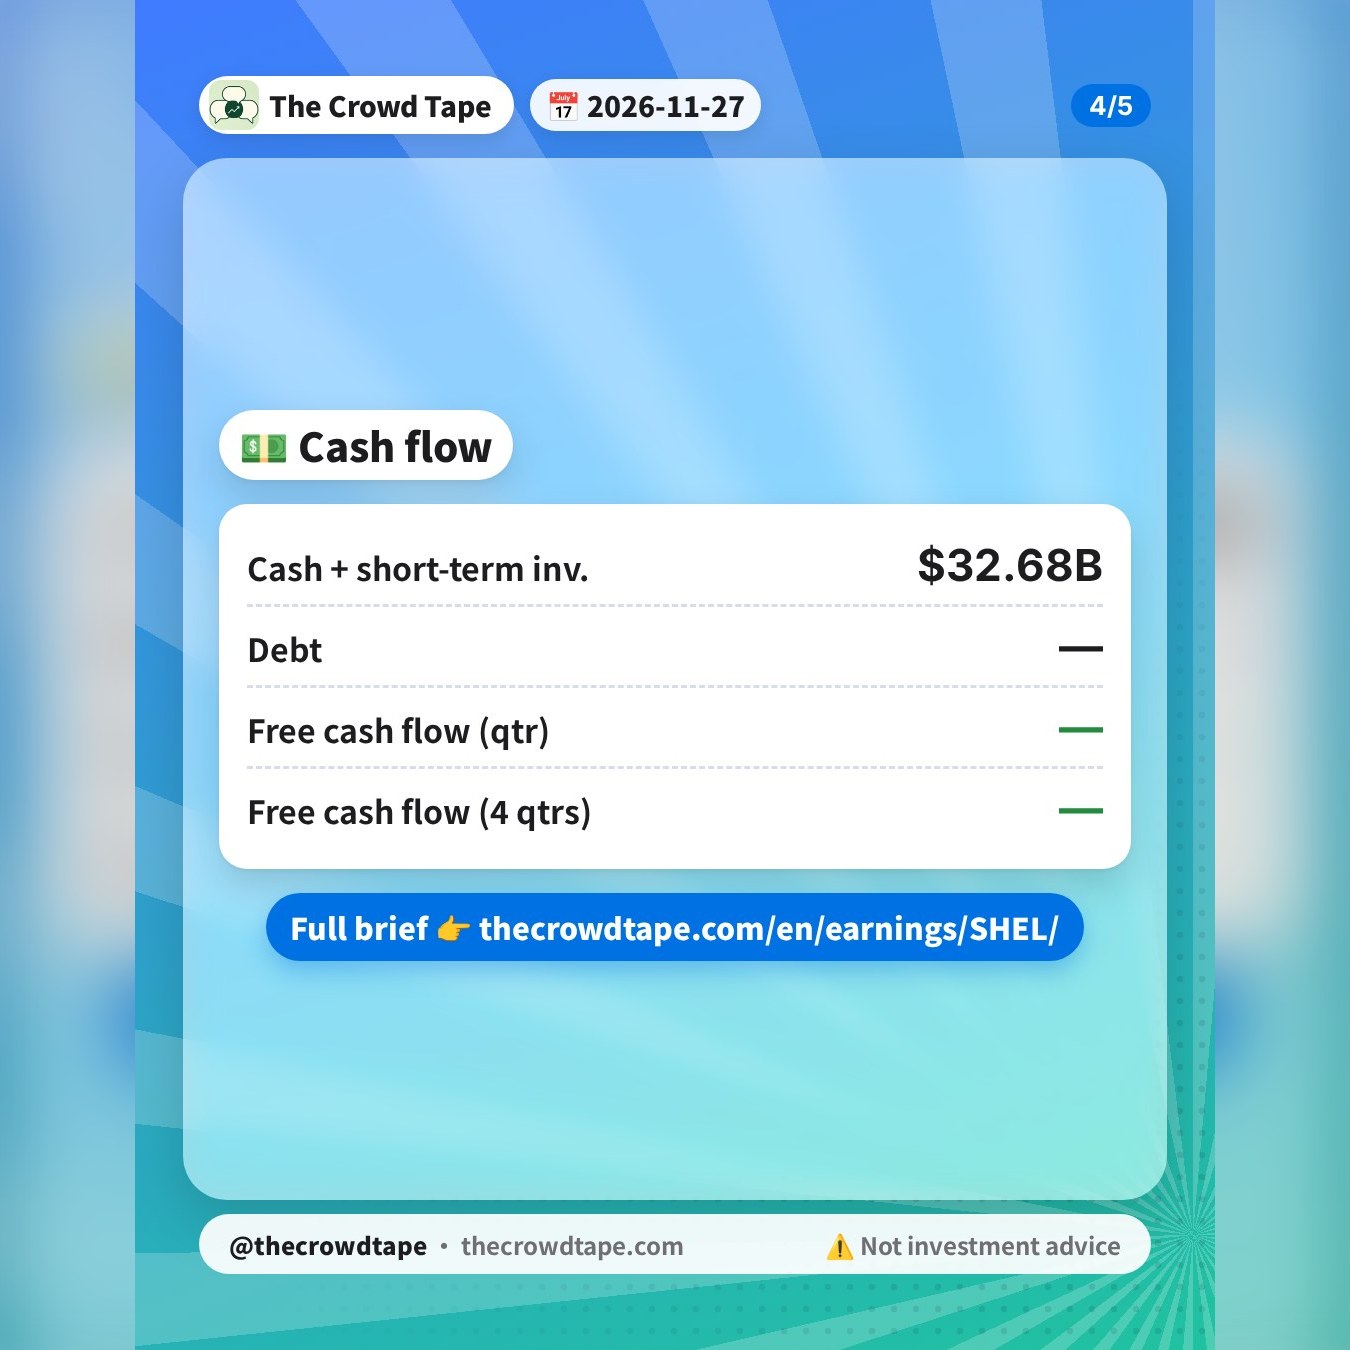 The Crowd Tape
📅 2026-11-27
4/5
💵 Cash flow
Cash + short-term inv. $32.68B
Debt —
Free cash flow (qtr) —
Free cash flow (4 qtrs) —
Full brief 👉 thecrowdtape.com/en/earnings/SHEL/
@thecrowdtape • thecrowdtape.com ⚠️ Not investment advice